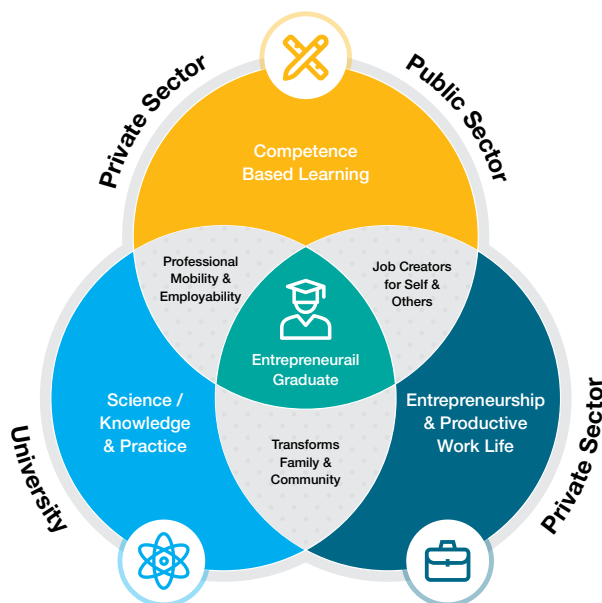 Private Sector
Public Sector
Competence
Based Learning
Professional
Mobility &
Employability
Job Creators
for Self &
Others
Entrepreneurail
Graduate
Science /
Knowledge
& Practice
Entrepreneurship
& Productive
Work Life
Transforms
Family &
Community
University
Private Sector